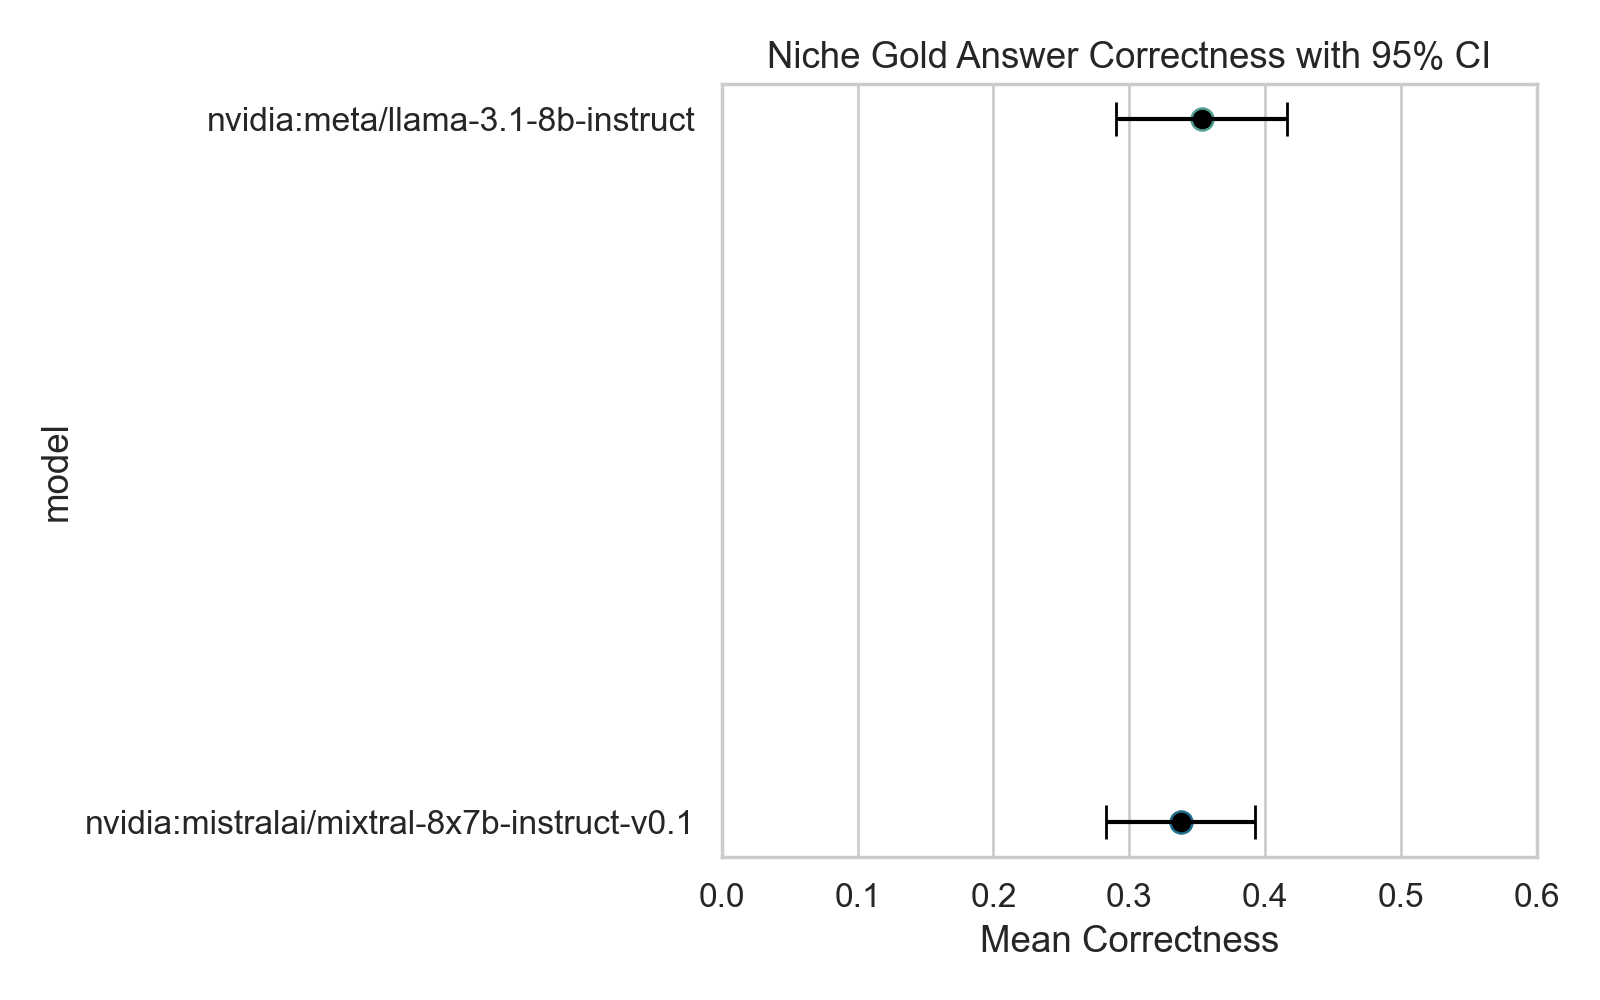 Niche Gold Answer Correctness with 95% CI
nvidia:meta/llama-3.1-8b-instruct
model
nvidia:mistralai/mixtral-8x7b-instruct-v0.1
0.0 0.1 0.2 0.3 0.4 0.5 0.6
Mean Correctness